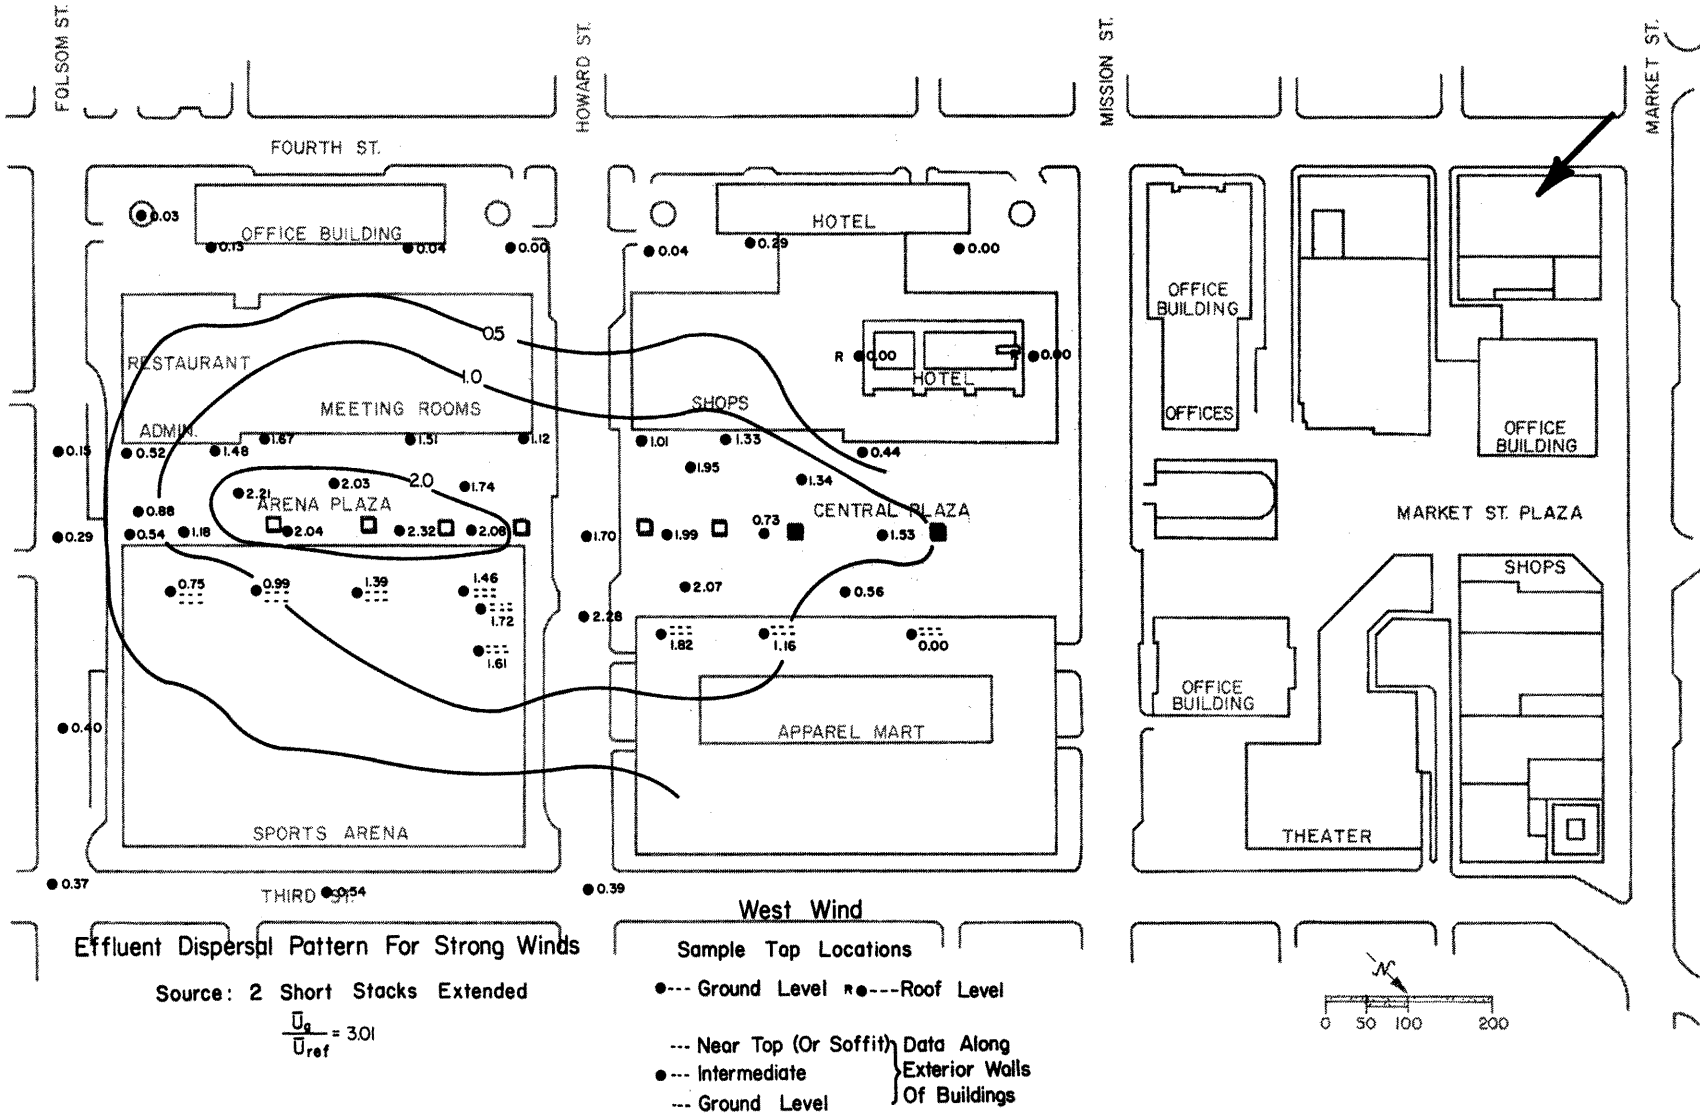 FOLSOM ST.
HOWARD ST.
MISSION ST.
MARKET ST.
FOURTH ST.
0.03
OFFICE BUILDING
0.13
0.04
0.00
HOTEL
0.04
0.29
0.00
OFFICE
BUILDING
0.5
RESTAURANT
1.0
R
0.00
R
0.00
HOTEL
MEETING ROOMS
SHOPS
OFFICES
ADMIN.
OFFICE
BUILDING
0.15
0.52
1.48
1.67
1.51
1.12
1.01
1.33
0.44
1.95
1.34
2.21
2.03
2.0
1.74
ARENA PLAZA
CENTRAL PLAZA
MARKET ST. PLAZA
0.88
0.29
0.54
1.18
2.04
2.32
2.08
1.70
1.99
0.73
1.53
SHOPS
0.75
0.99
1.39
1.46
1.72
2.07
0.56
2.28
1.61
1.82
1.16
0.00
OFFICE
BUILDING
0.40
APPAREL MART
SPORTS ARENA
THEATER
0.37
THIRD ST.
0.54
0.39
West Wind
Effluent Dispersal Pattern For Strong Winds
Source: 2 Short Stacks Extended
U̅g
U̅ref
= 3.01
Sample Tap Locations
--- Ground Level R ---Roof Level
--- Near Top (Or Soffit)
--- Intermediate
--- Ground Level
Data Along
Exterior Walls
Of Buildings
N
0 50 100 200